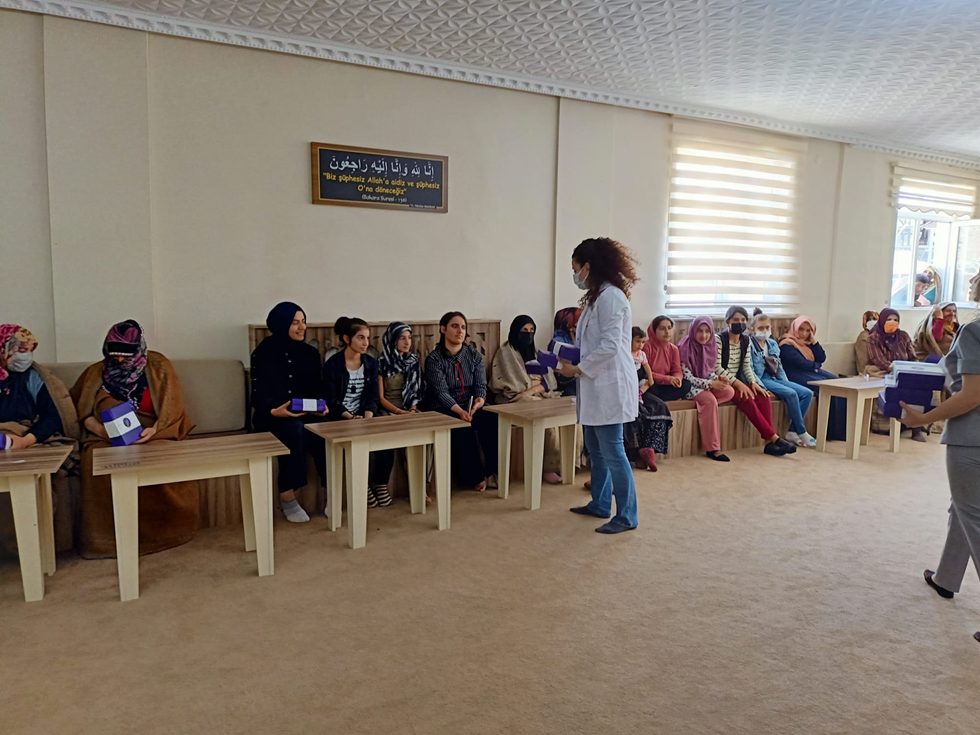 إِنَّا لِلّٰهِ وَإِنَّا إِلَيْهِ رَاجِعُونَ
"Biz şüphesiz Allah'a aidiz ve şüphesiz
O'na döneceğiz"
(Bakara Suresi - 156)